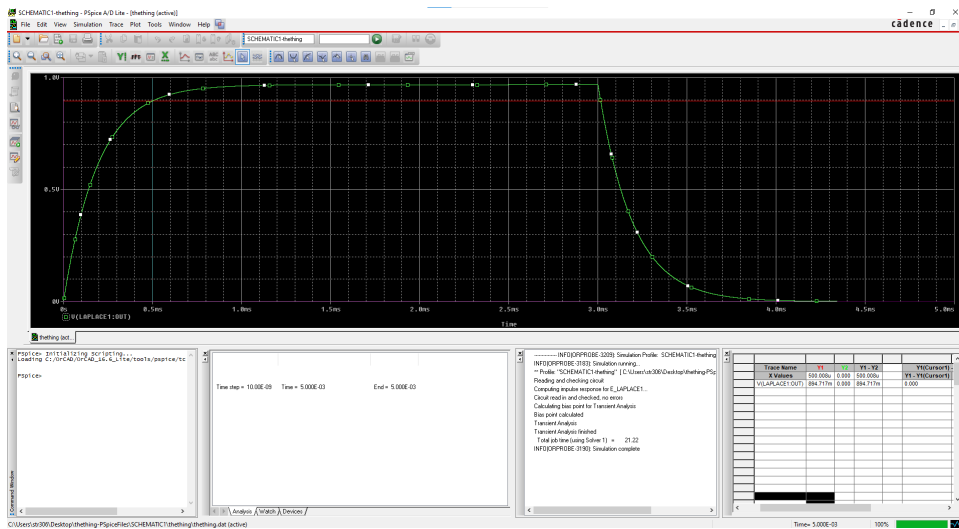 SCHEMATIC1-thething - PSpice A/D Lite - [thething (active)]
File Edit View Simulation Trace Plot Tools Window Help
cādence
SCHEMATIC1-thething
1.0V
0.5V
0V
0s 0.5ms 1.0ms 1.5ms 2.0ms 2.5ms 3.0ms 3.5ms 4.0ms 4.5ms 5.0ms
V(LAPLACE1:OUT)
Time
thething (act...
PSpice> Initializing Scripting...
Loading C:/OrCAD/OrCAD_16.6_Lite/tools/pspice/tc
PSpice>
Command Window
Time step = 10.00E-09 Time = 5.000E-03 End = 5.000E-03
Analysis Watch Devices
INFO(ORPROBE-3209): Simulation Profile: SCHEMATIC1-thething
INFO(ORPROBE-3183): Simulation running...
** Profile: "SCHEMATIC1-thething" [ C:\Users\str306\Desktop\thething-PSp
Reading and checking circuit
Computing impulse response for E_LAPLACE1...
Circuit read in and checked, no errors
Calculating bias point for Transient Analysis
Bias point calculated
Transient Analysis
Transient Analysis finished
Total job time (using Solver 1) = 21.22
INFO(ORPROBE-3190): Simulation complete
Trace Name Y1 Y2 Y1 - Y2 Y1(Cursor1) -
X Values 500.008u 0.000 500.008u Y1 - Y1(Cursor1)
V(LAPLACE1:OUT) 894.717m 0.000 894.717m 0.000
C:\Users\str306\Desktop\thething-PSpiceFiles\SCHEMATIC1\thething\thething.dat (active)
Time= 5.000E-03 100%